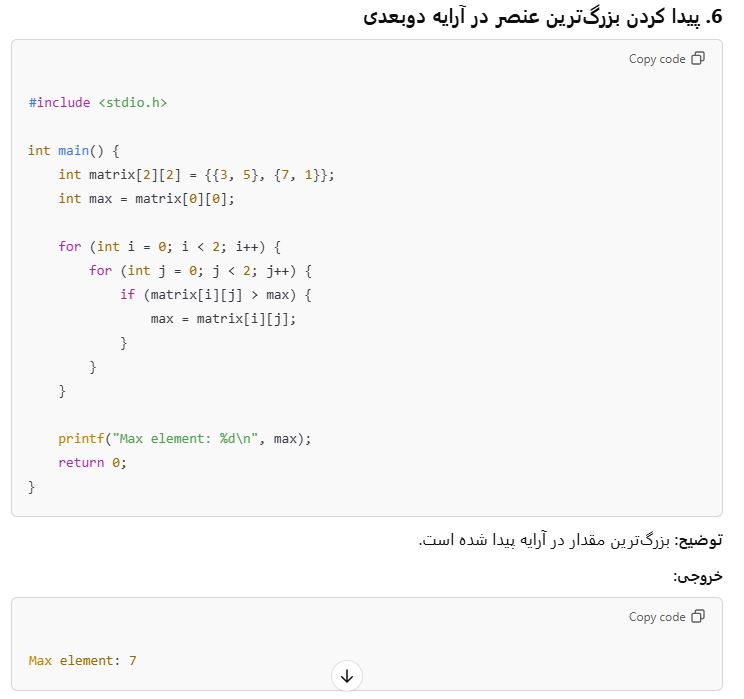 6. پیدا کردن بزرگ‌ترین عنصر در آرایه دوبعدی
Copy code
#include <stdio.h>
int main() {
    int matrix[2][2] = {{3, 5}, {7, 1}};
    int max = matrix[0][0];
    for (int i = 0; i < 2; i++) {
        for (int j = 0; j < 2; j++) {
            if (matrix[i][j] > max) {
                max = matrix[i][j];
            }
        }
    }
    printf("Max element: %d\n", max);
    return 0;
}
توضیح: بزرگ‌ترین مقدار در آرایه پیدا شده است.
خروجی:
Copy code
Max element: 7